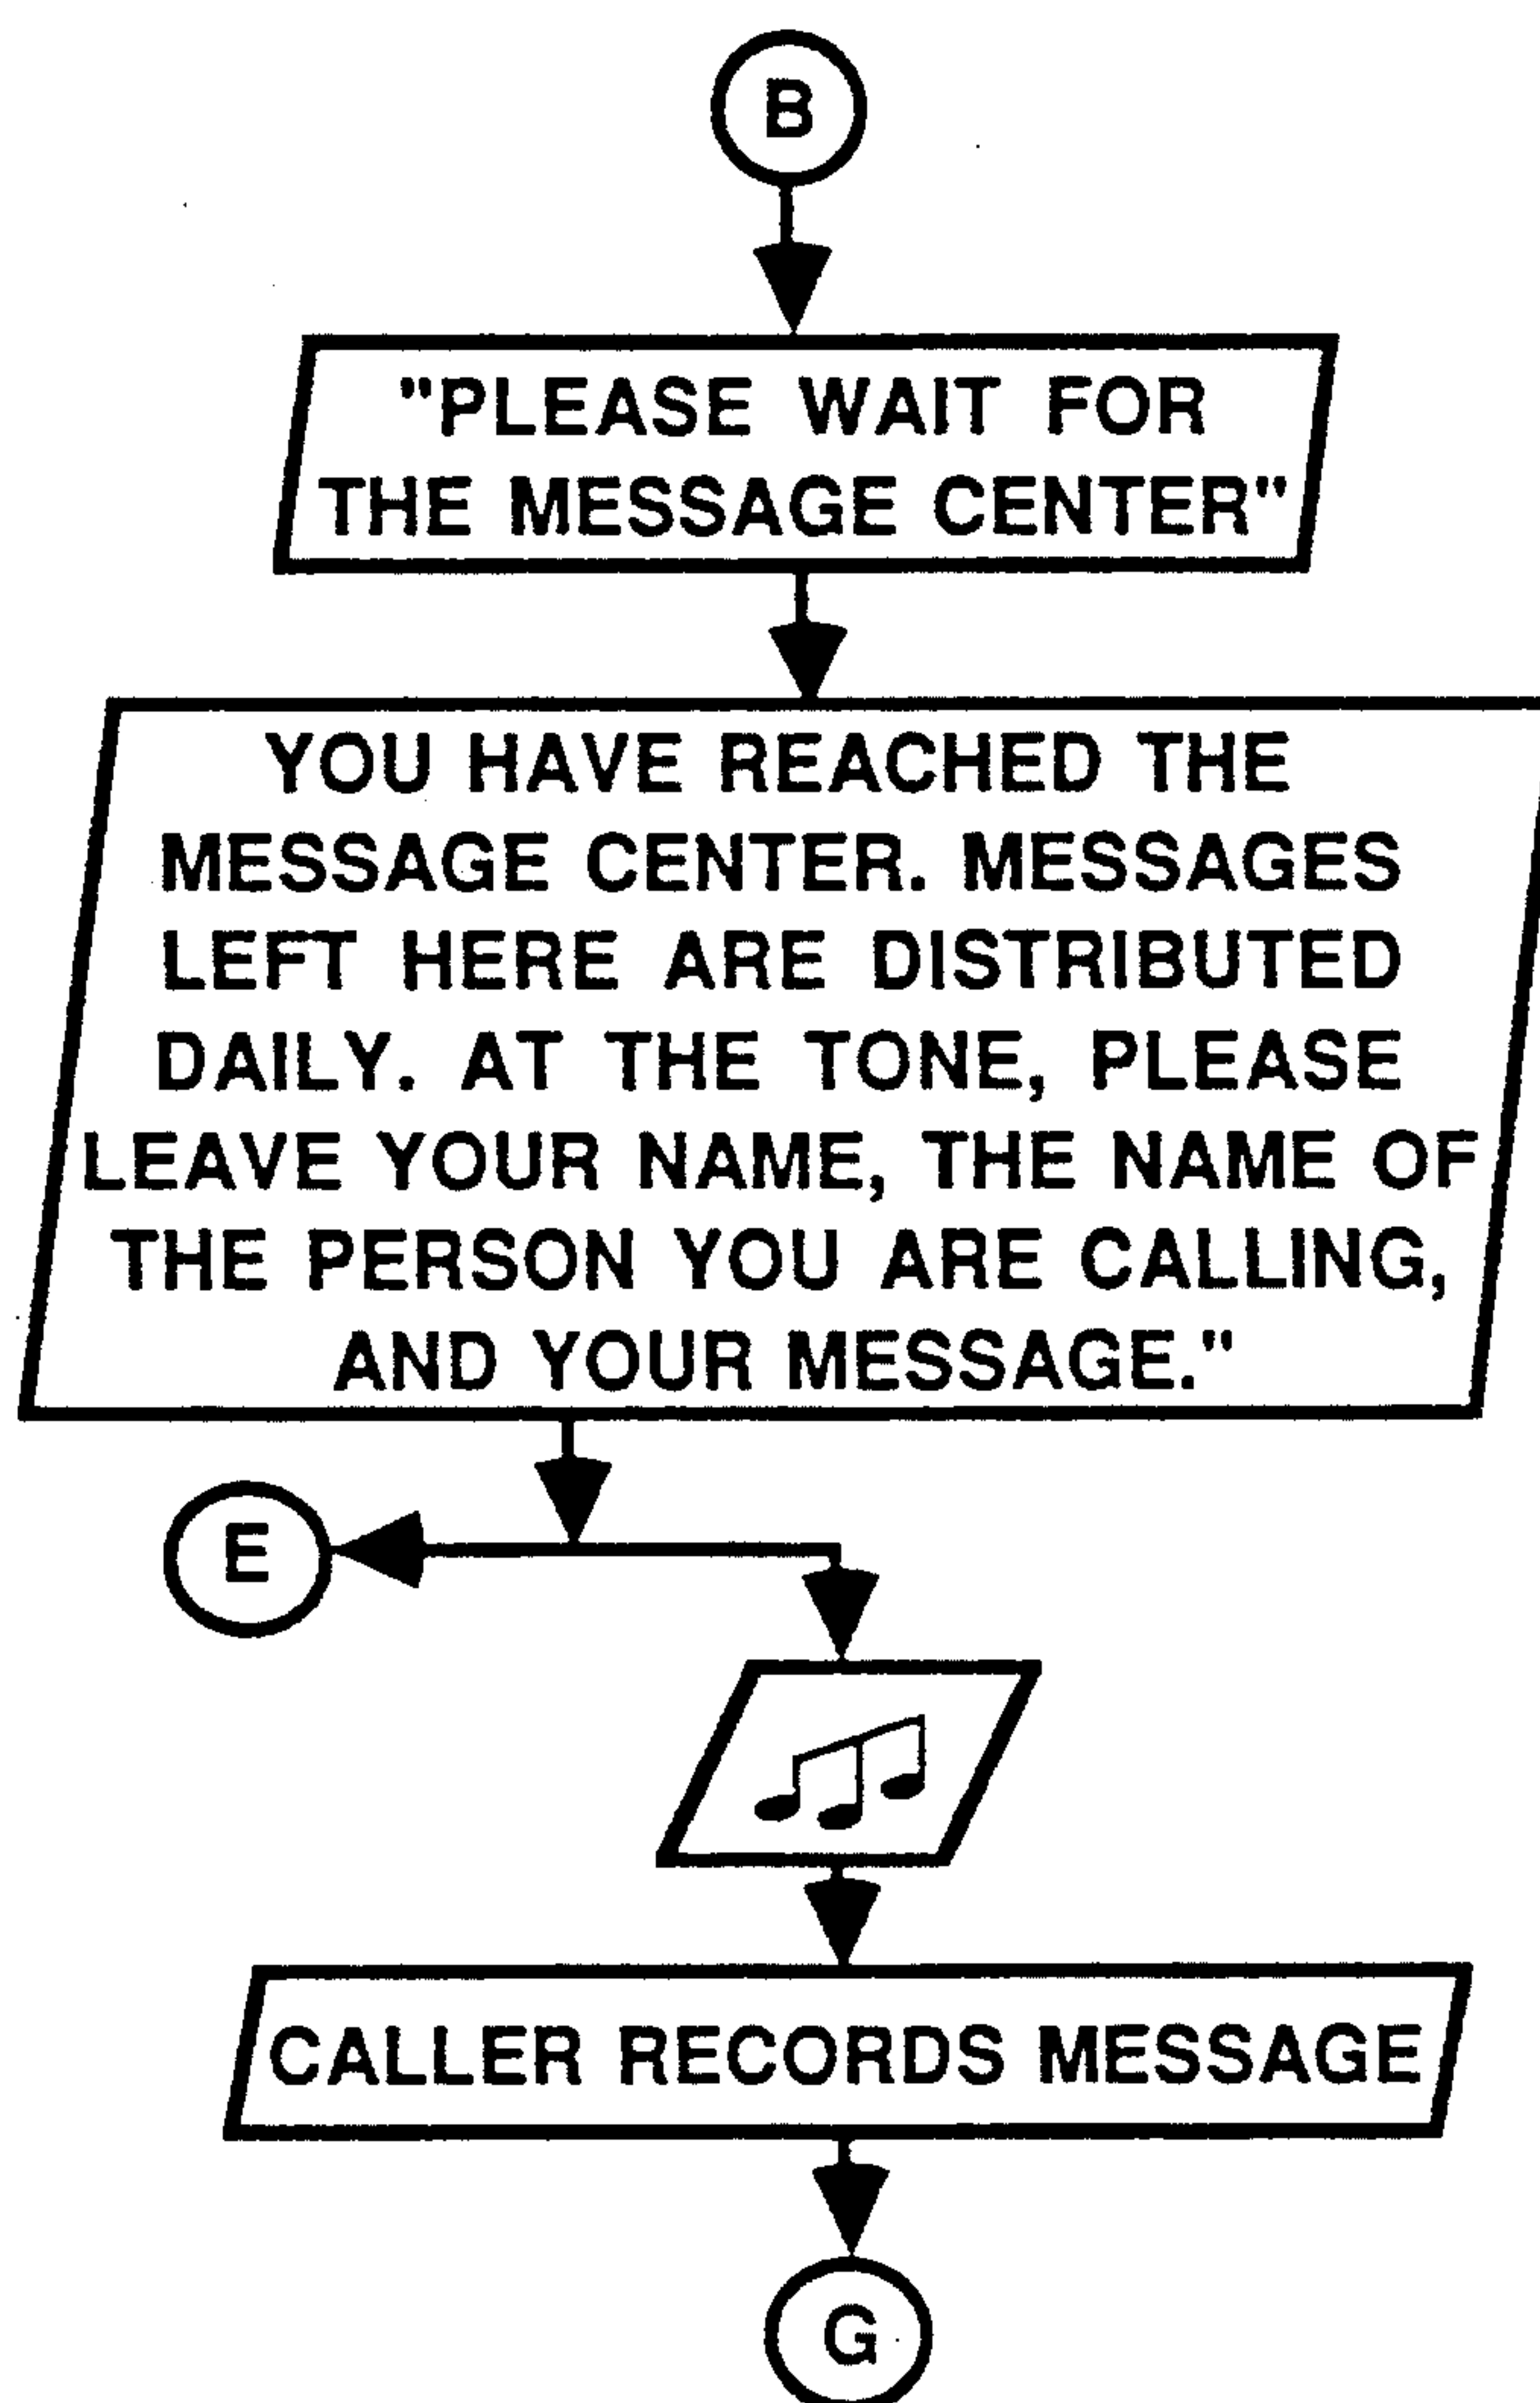 B
"PLEASE WAIT FOR
THE MESSAGE CENTER"
YOU HAVE REACHED THE
MESSAGE CENTER. MESSAGES
LEFT HERE ARE DISTRIBUTED
DAILY. AT THE TONE, PLEASE
LEAVE YOUR NAME, THE NAME OF
THE PERSON YOU ARE CALLING,
AND YOUR MESSAGE."
E
CALLER RECORDS MESSAGE
G